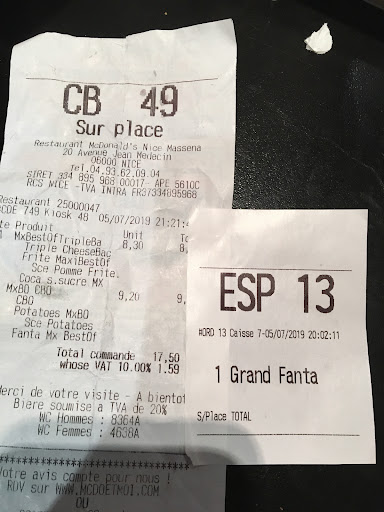 CB 49
Sur place
Restaurant McDonald's Nice Massena
20 Avenue Jean Medecin
06000 NICE
Tel.04.93.62.09.04
SIRET 334 895 968 00017- APE 5610C
RCS NICE -TVA INTRA FR37334895968
Restaurant 25000047
CDE 749 Kiosk 48 05/07/2019 21:21:4
te Produit Unit
1 MxBestOfTripleBa 8,30 8,
Triple CheeseBac
Frite MaxiBestOf
Sce Pomme Frite.
Coca s.sucre MX
MxBO CBO 9,20 9,
CBO
Potatoes MxBO
Sce Potatoes
Fanta Mx BestOf
Total commande 17,50
whose VAT 10.00% 1.59
Merci de votre visite - A bientot
Biere soumise a TVA de 20%
WC Hommes : 8364A
WC Femmes : 4638A
*********************************
Votre avis compte pour nous !
RDV sur WWW.MCDOETMOI.COM
OU
ESP 13
#ORD 13 Caisse 7-05/07/2019 20:02:11
1 Grand Fanta
S/Place TOTAL